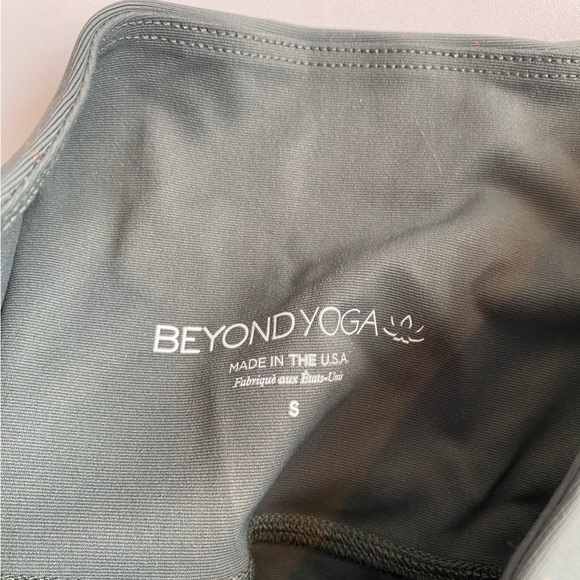 BEYOND YOGA
MADE IN THE U.S.A.
Fabriqué aux États-Unis
S